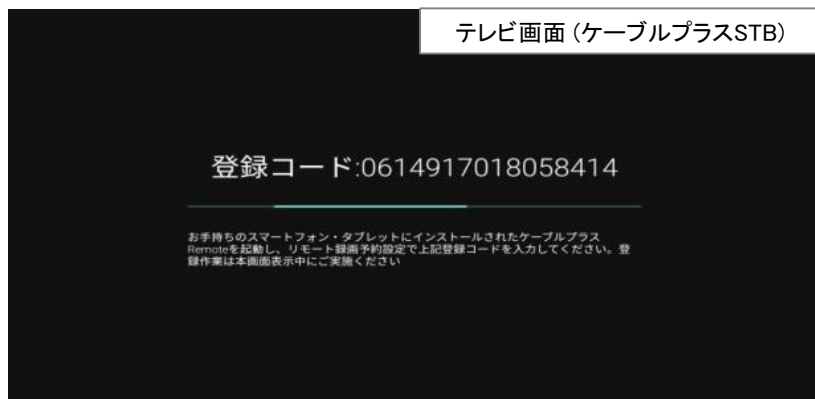 テレビ画面（ケーブルプラスSTB）
登録コード:0614917018058414
お手持ちのスマートフォン・タブレットにインストールされたケーブルプラス
Remoteを起動し、リモート録画予約設定で上記登録コードを入力してください。登
録作業は本画面表示中にご実施ください